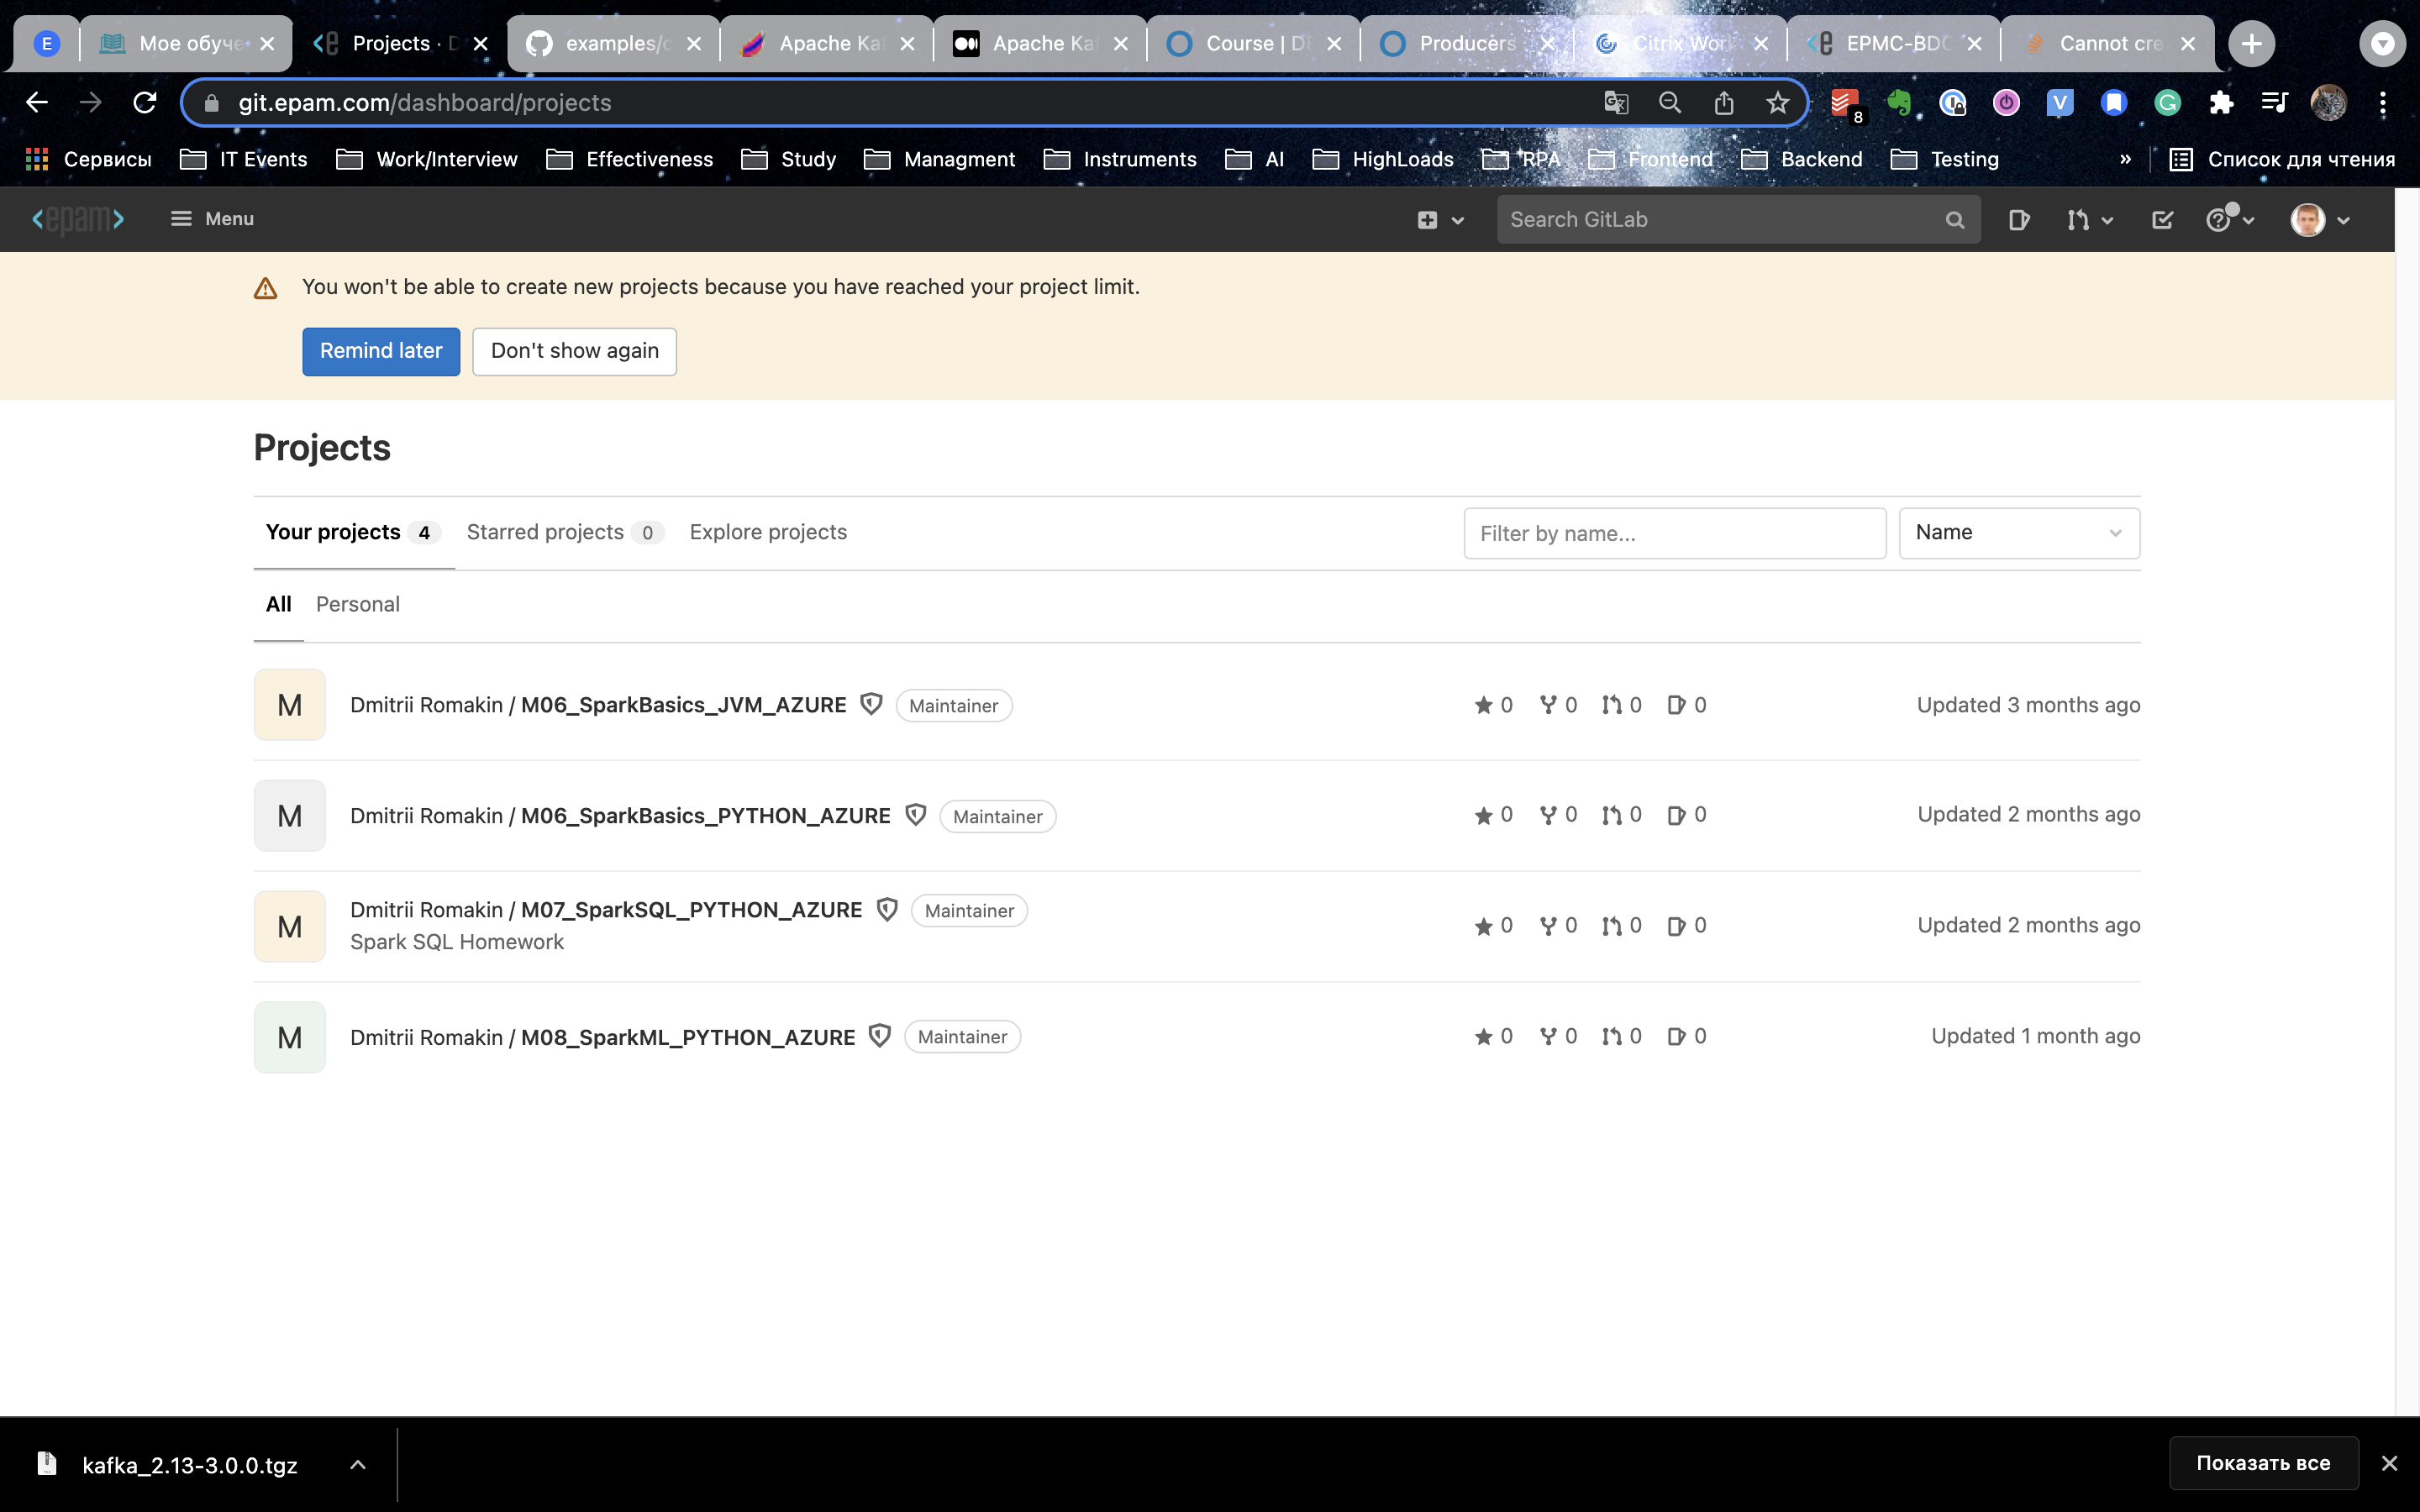 E
Мое обуче
Projects · D
examples/c
Apache Kaf
Apache Kaf
Course | DE
Producers
Citrix Work
EPMC-BDC
Cannot cre
git.epam.com/dashboard/projects
8
Сервисы
IT Events
Work/Interview
Effectiveness
Study
Managment
Instruments
AI
HighLoads
RPA
Frontend
Backend
Testing
»
Список для чтения
<epam>
Menu
Search GitLab
You won't be able to create new projects because you have reached your project limit.
Remind later
Don't show again
Projects
Your projects 4
Starred projects 0
Explore projects
Filter by name...
Name
All
Personal
M
Dmitrii Romakin / M06_SparkBasics_JVM_AZURE
Maintainer
0 0 0 0
Updated 3 months ago
M
Dmitrii Romakin / M06_SparkBasics_PYTHON_AZURE
Maintainer
0 0 0 0
Updated 2 months ago
M
Dmitrii Romakin / M07_SparkSQL_PYTHON_AZURE
Maintainer
Spark SQL Homework
0 0 0 0
Updated 2 months ago
M
Dmitrii Romakin / M08_SparkML_PYTHON_AZURE
Maintainer
0 0 0 0
Updated 1 month ago
kafka_2.13-3.0.0.tgz
Показать все